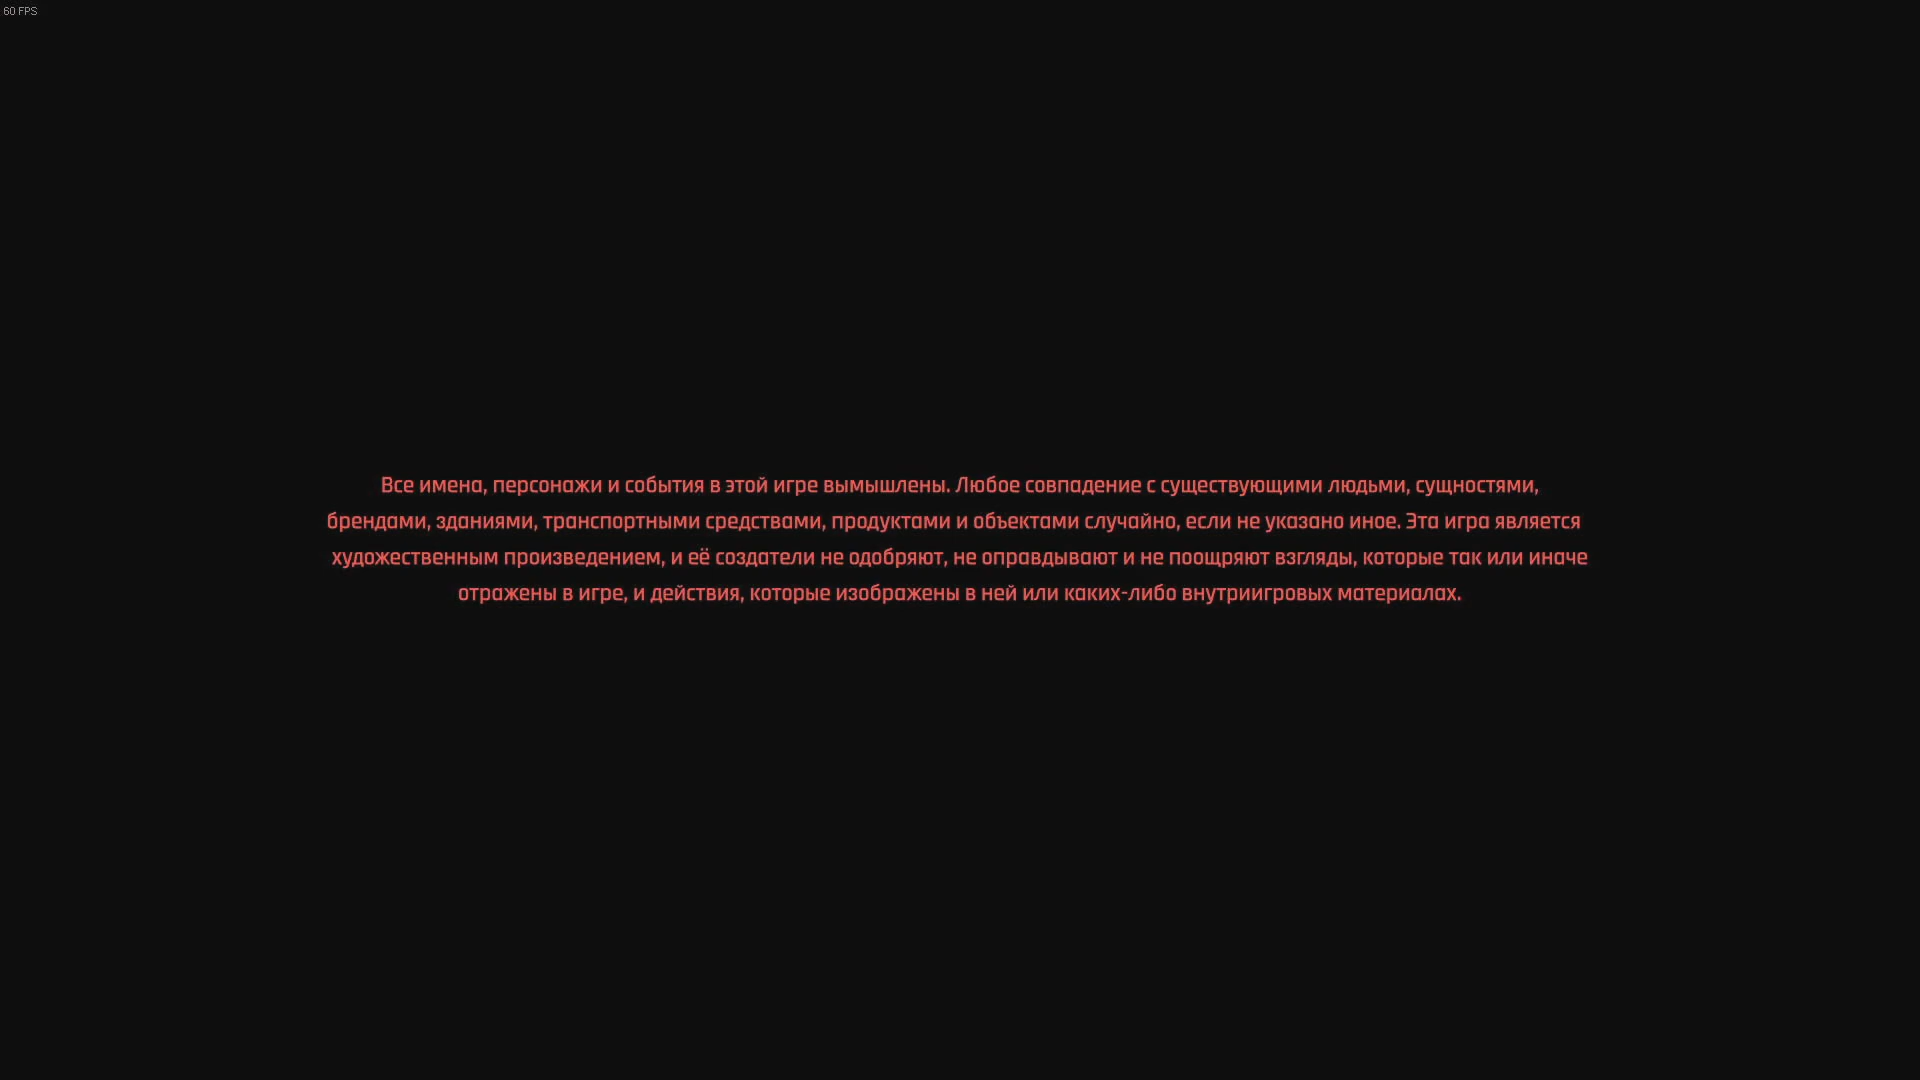 60 FPS
Все имена, персонажи и события в этой игре вымышлены. Любое совпадение с существующими людьми, сущностями,
брендами, зданиями, транспортными средствами, продуктами и объектами случайно, если не указано иное. Эта игра является
художественным произведением, и её создатели не одобряют, не оправдывают и не поощряют взгляды, которые так или иначе
отражены в игре, и действия, которые изображены в ней или каких-либо внутриигровых материалах.